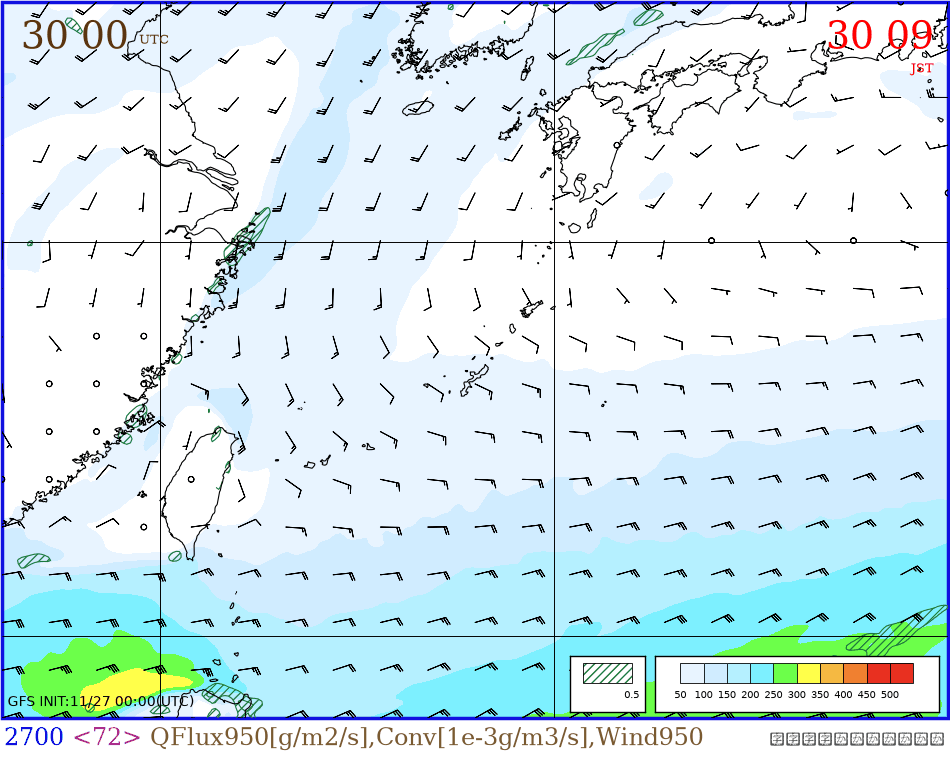 30 00 UTC
30 09
JST
0.5
50 100 150 200 250 300 350 400 450 500
GFS INIT:11/27 00:00(UTC)
2700 <72> QFlux950[g/m2/s],Conv[1e-3g/m3/s],Wind950